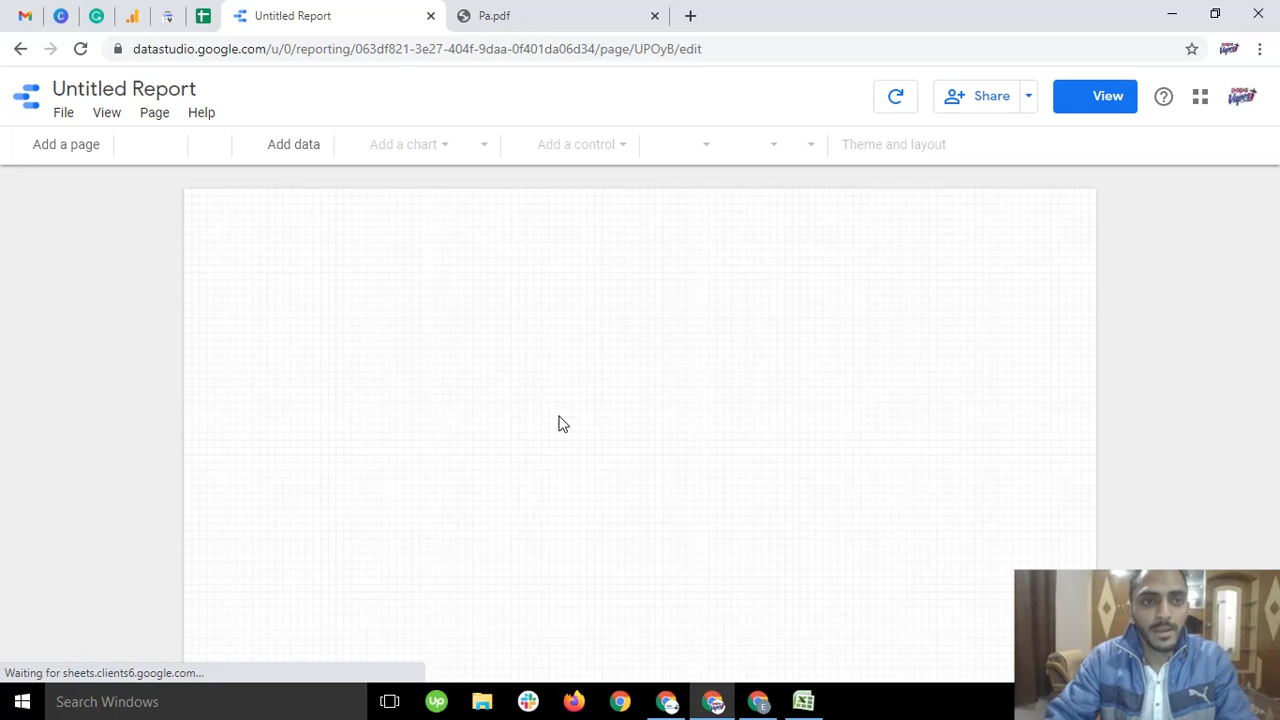 Untitled Report
Pa.pdf
datastudio.google.com/u/0/reporting/063df821-3e27-404f-9daa-0f401da06d34/page/UPOyB/edit
Untitled Report
File View Page Help
Share
View
Add a page
Add data
Add a chart
Add a control
Theme and layout
Waiting for sheets.clients6.google.com...
Up
Search Windows